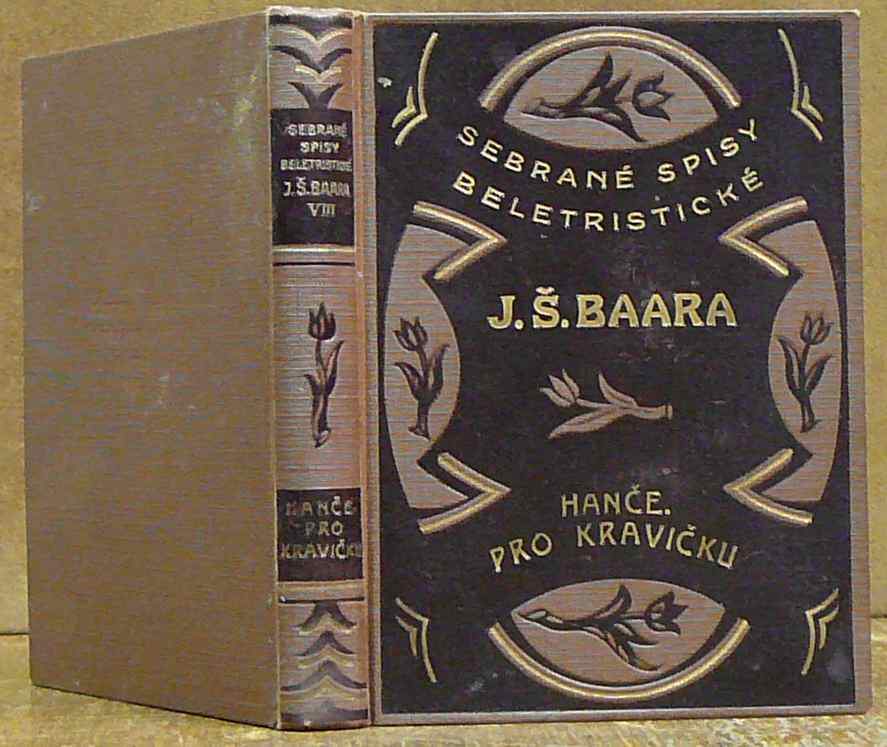 SEBRANÉ
SPISY
BELETRISTICKÉ
J.Š.BAARA
VIII
HANČE.
PRO
KRAVIČKU
SEBRANÉ SPISY
BELETRISTICKÉ
J.Š.BAARA
HANČE.
PRO KRAVIČKU